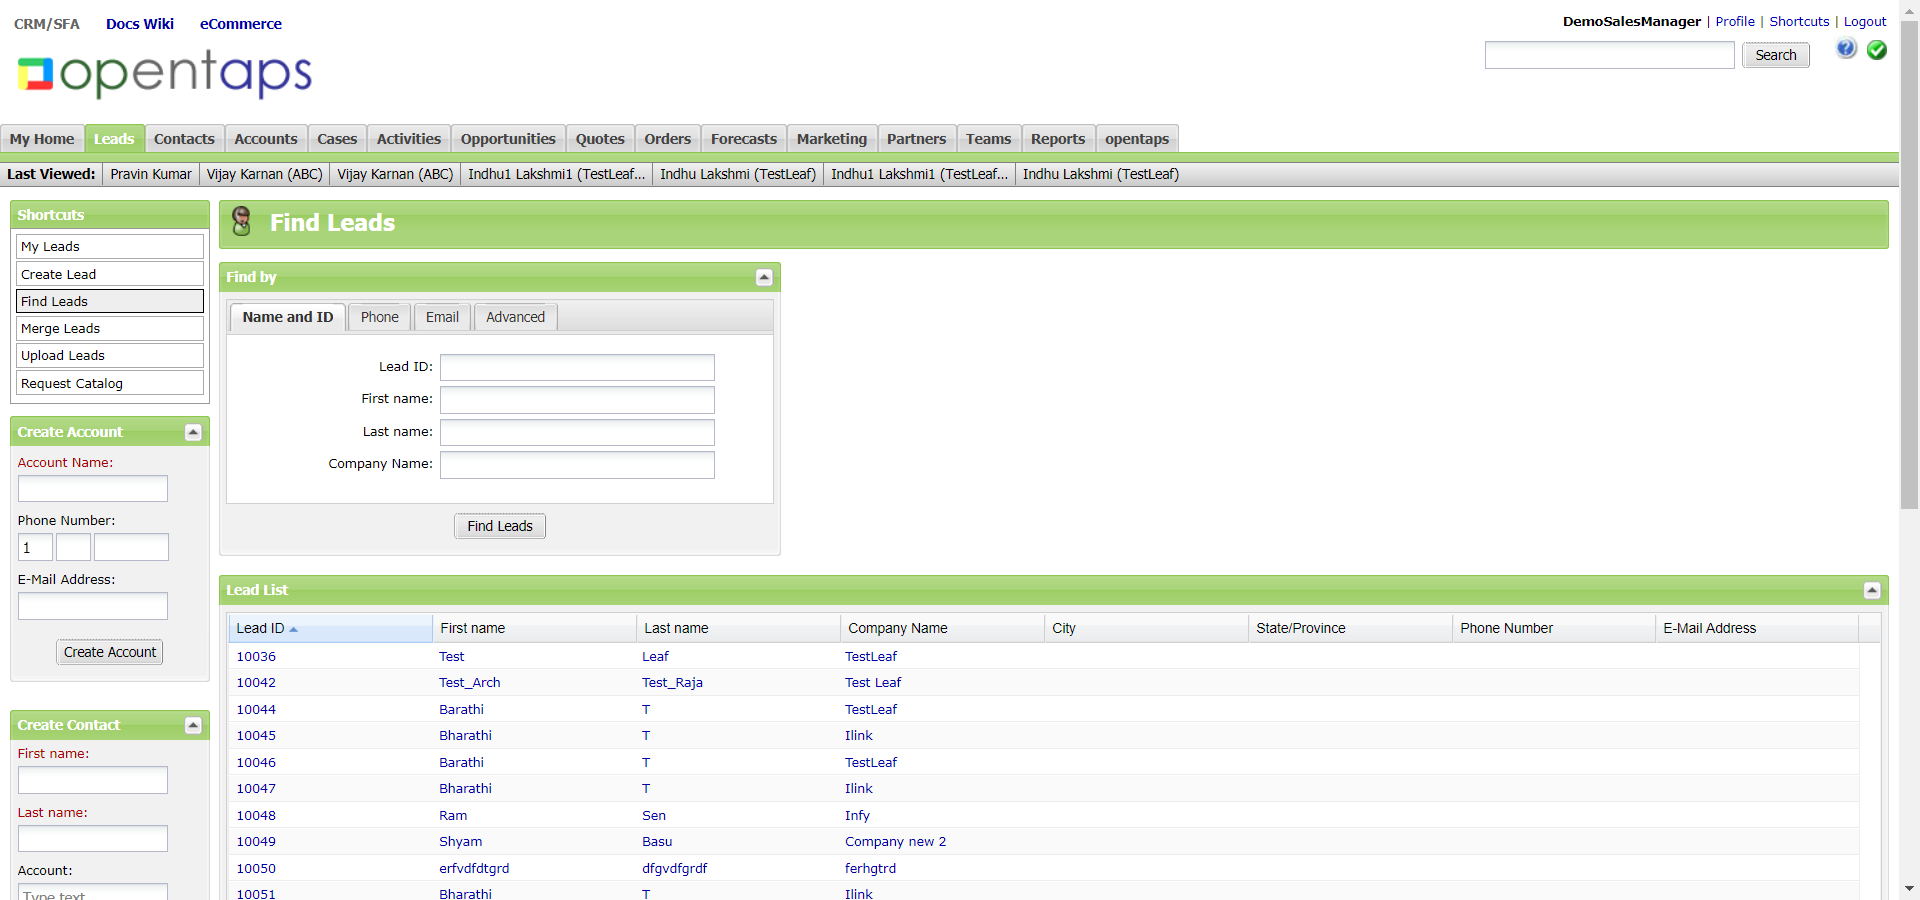 CRM/SFA Docs Wiki eCommerce
DemoSalesManager | Profile | Shortcuts | Logout
opentaps
Search
My Home Leads Contacts Accounts Cases Activities Opportunities Quotes Orders Forecasts Marketing Partners Teams Reports opentaps
Last Viewed: Pravin Kumar Vijay Karnan (ABC) Vijay Karnan (ABC) Indhu1 Lakshmi1 (TestLeaf... Indhu Lakshmi (TestLeaf) Indhu1 Lakshmi1 (TestLeaf... Indhu Lakshmi (TestLeaf)
Shortcuts
My Leads
Create Lead
Find Leads
Merge Leads
Upload Leads
Request Catalog
Create Account
Account Name:
Phone Number:
1
E-Mail Address:
Create Account
Create Contact
First name:
Last name:
Account:
Type text
Find Leads
Find by
Name and ID Phone Email Advanced
Lead ID:
First name:
Last name:
Company Name:
Find Leads
Lead List
Lead ID First name Last name Company Name City State/Province Phone Number E-Mail Address
10036 Test Leaf TestLeaf
10042 Test_Arch Test_Raja Test Leaf
10044 Barathi T TestLeaf
10045 Bharathi T Ilink
10046 Barathi T TestLeaf
10047 Bharathi T Ilink
10048 Ram Sen Infy
10049 Shyam Basu Company new 2
10050 erfvdfdtgrd dfgvdfgrdf ferhgtrd
10051 Bharathi T Ilink